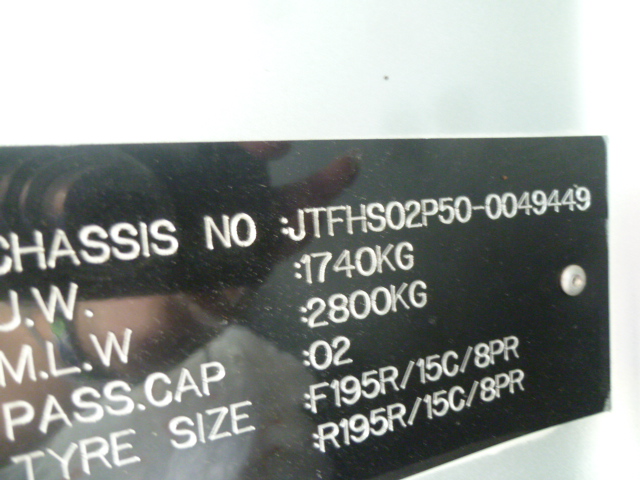 CHASSIS NO :JTFHS02P50-0049449
U.W. :1740KG
M.L.W :2800KG
PASS.CAP :02
TYRE SIZE :F195R/15C/8PR
:R195R/15C/8PR